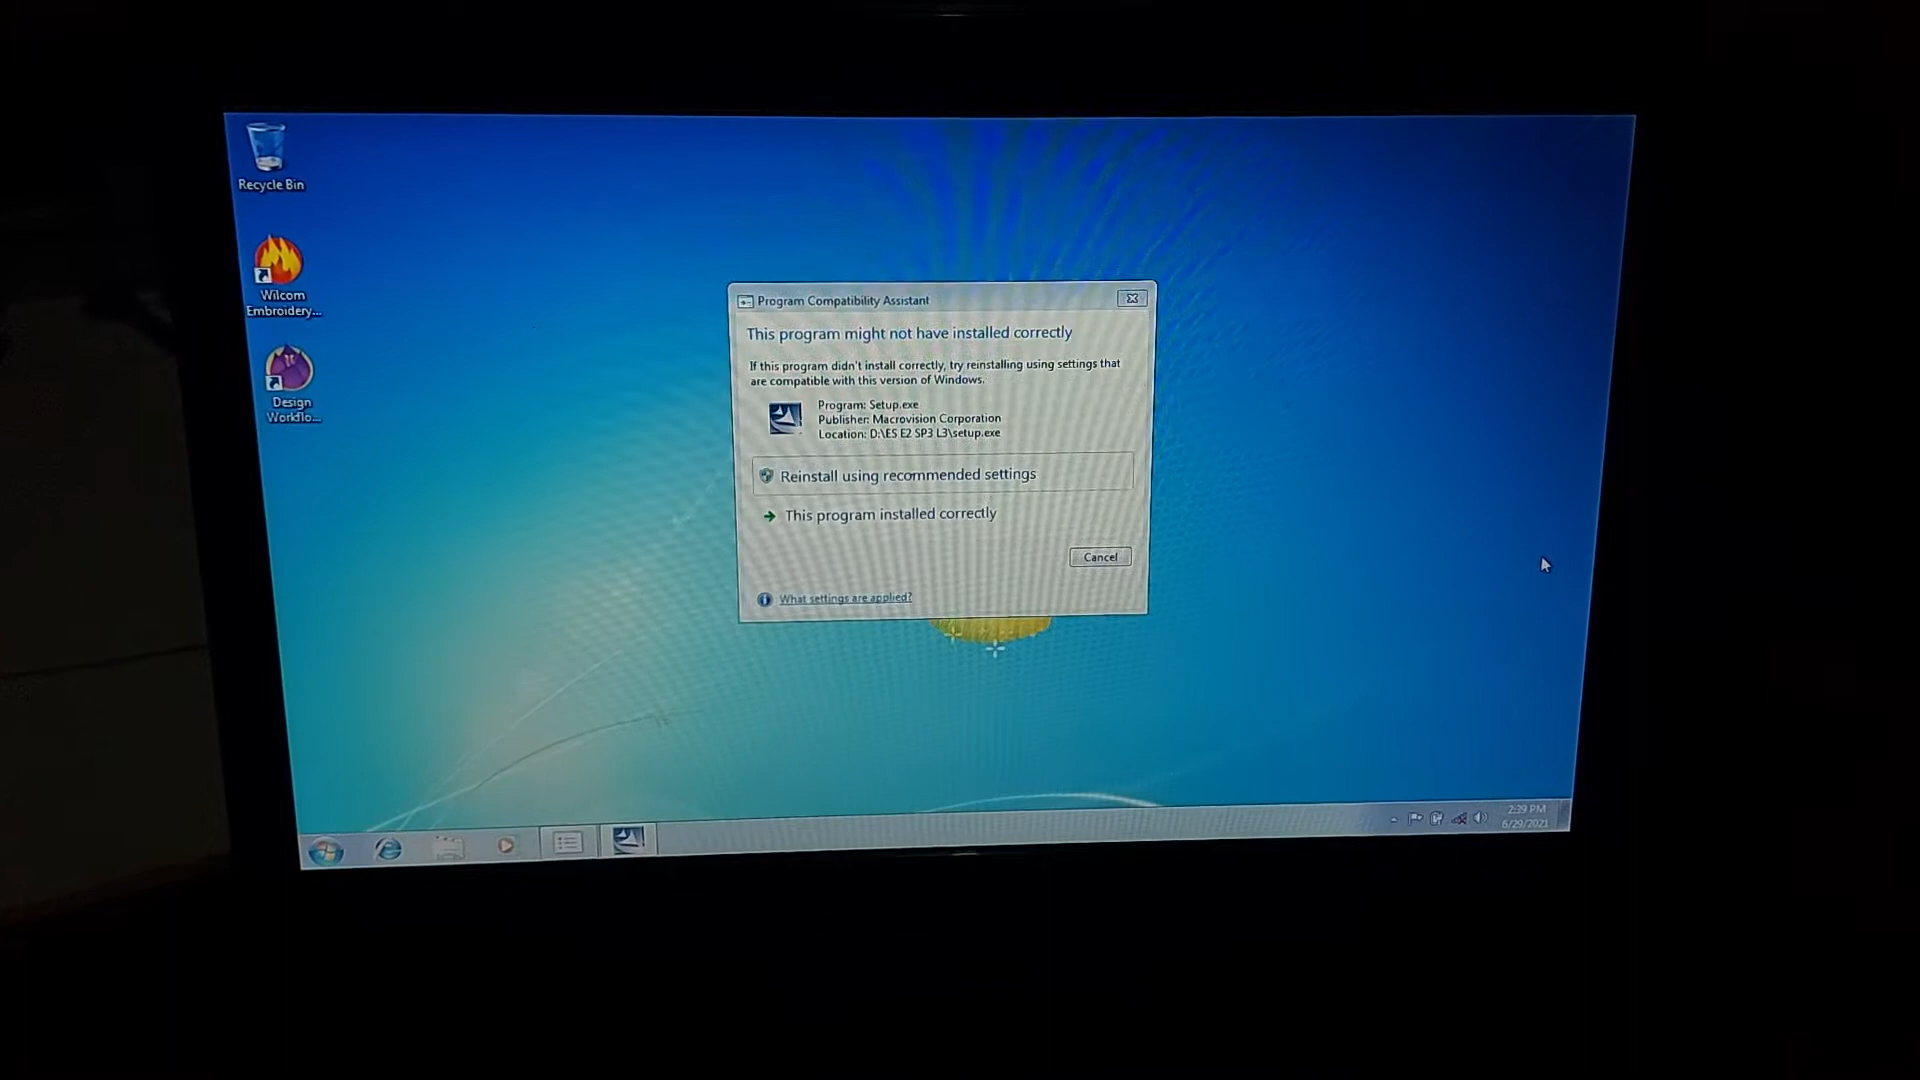 Recycle Bin
Wilcom
Embroidery...
Design
Workflo...
Program Compatibility Assistant
This program might not have installed correctly
If this program didn't install correctly, try reinstalling using settings that
are compatible with this version of Windows.
Program: Setup.exe
Publisher: Macrovision Corporation
Location: D:\ES E2 SP3 L3\setup.exe
Reinstall using recommended settings
This program installed correctly
Cancel
What settings are applied?
2:39 PM
6/29/2021